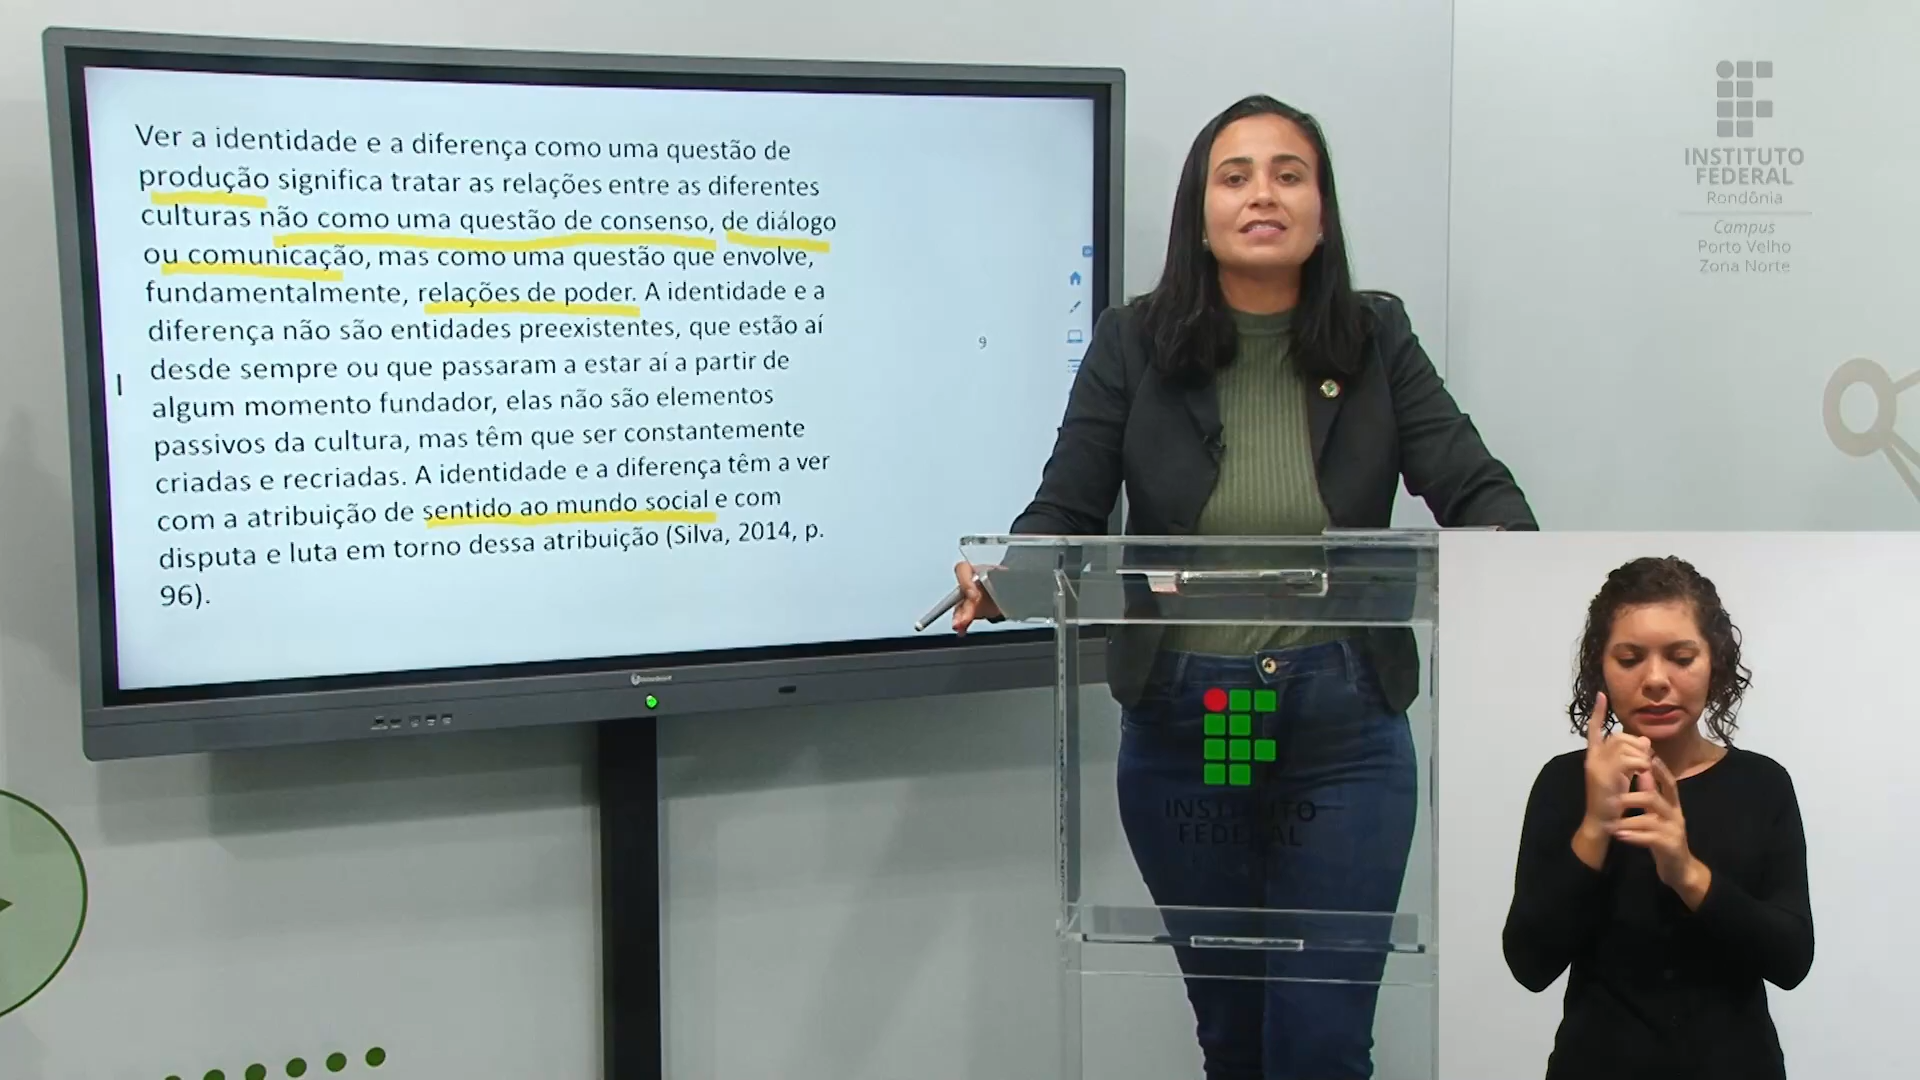 Ver a identidade e a diferença como uma questão de
produção significa tratar as relações entre as diferentes
culturas não como uma questão de consenso, de diálogo
ou comunicação, mas como uma questão que envolve,
fundamentalmente, relações de poder. A identidade e a
diferença não são entidades preexistentes, que estão aí
desde sempre ou que passaram a estar aí a partir de
algum momento fundador, elas não são elementos
passivos da cultura, mas têm que ser constantemente
criadas e recriadas. A identidade e a diferença têm a ver
com a atribuição de sentido ao mundo social e com
disputa e luta em torno dessa atribuição (Silva, 2014, p.
96).
9
INSTITUTO
FEDERAL
Rondônia
Campus
Porto Velho
Zona Norte
INSTITUTO
FEDERAL